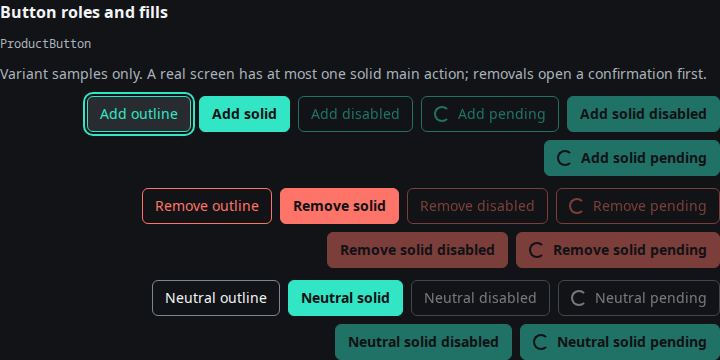 Button roles and fills
ProductButton
Variant samples only. A real screen has at most one solid main action; removals open a confirmation first.
Add outline Add solid Add disabled Add pending Add solid disabled
Add solid pending
Remove outline Remove solid Remove disabled Remove pending
Remove solid disabled Remove solid pending
Neutral outline Neutral solid Neutral disabled Neutral pending
Neutral solid disabled Neutral solid pending